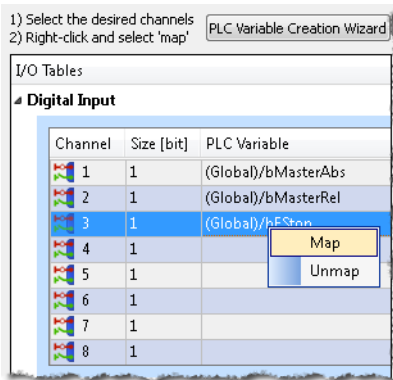 1) Select the desired channels
2) Right-click and select 'map'
PLC Variable Creation Wizard
I/O Tables
Digital Input
Channel Size [bit] PLC Variable
1 1 (Global)/bMasterAbs
2 1 (Global)/bMasterRel
3 1 (Global)/bEStop
Map
4 1
Unmap
5 1
6 1
7 1
8 1